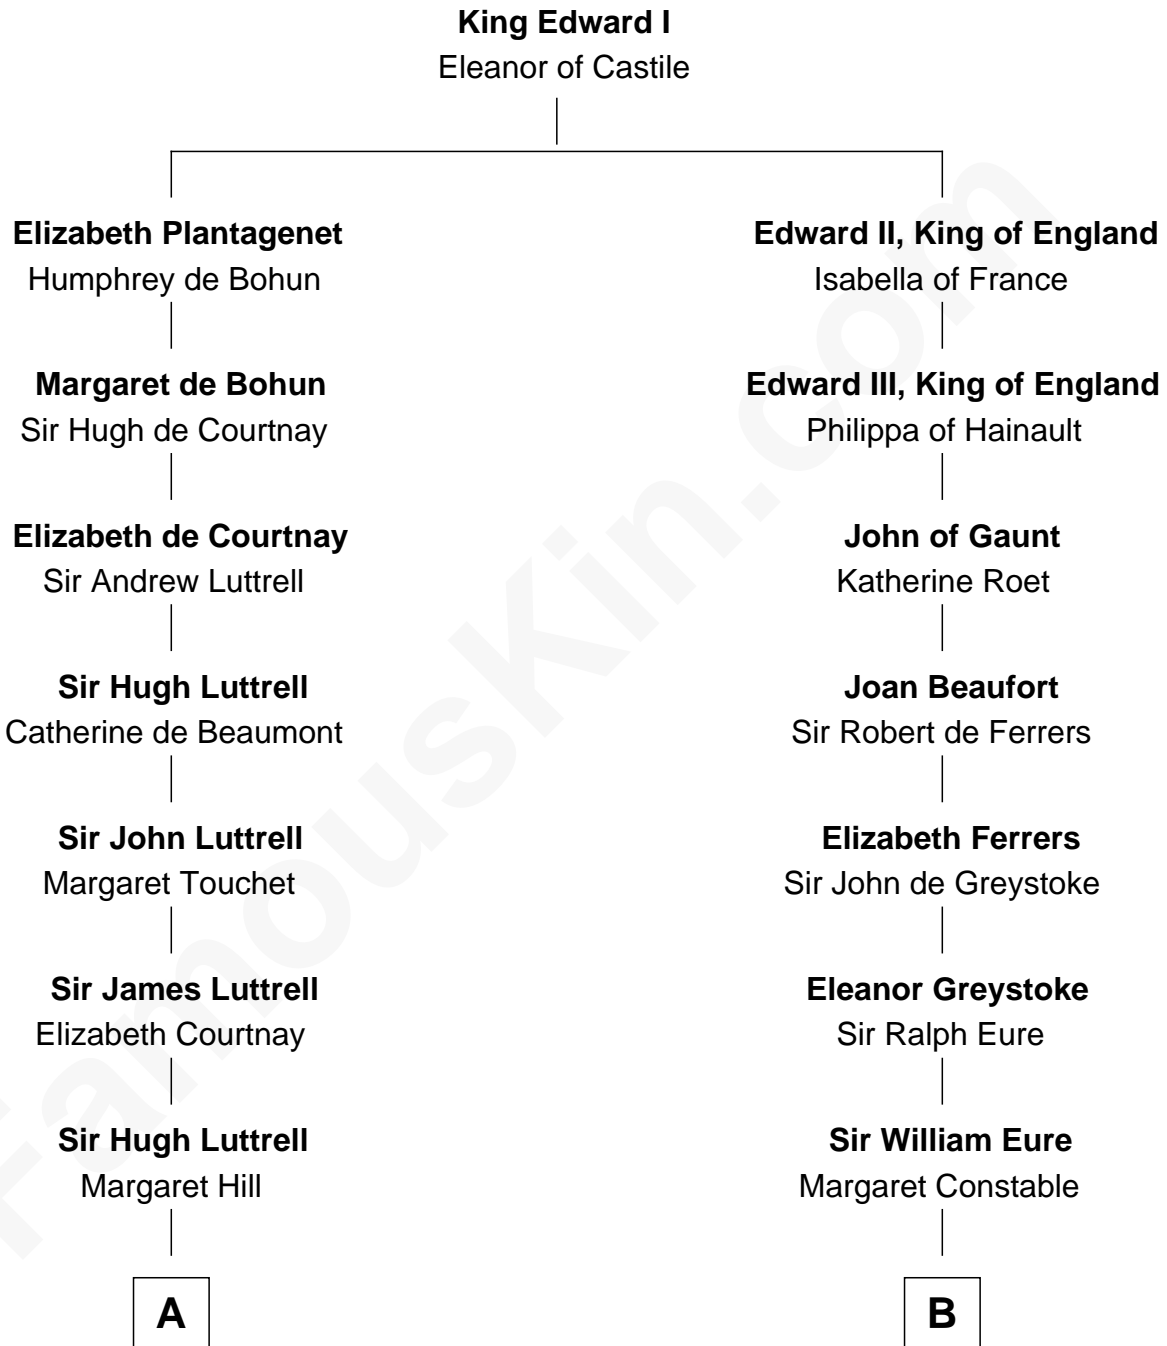 King Edward I
Eleanor of Castile
Elizabeth Plantagenet
Humphrey de Bohun
Edward II, King of England
Isabella of France
Margaret de Bohun
Sir Hugh de Courtnay
Edward III, King of England
Philippa of Hainault
Elizabeth de Courtnay
Sir Andrew Luttrell
John of Gaunt
Katherine Roet
Sir Hugh Luttrell
Catherine de Beaumont
Joan Beaufort
Sir Robert de Ferrers
Sir John Luttrell
Margaret Touchet
Elizabeth Ferrers
Sir John de Greystoke
Sir James Luttrell
Elizabeth Courtnay
Eleanor Greystoke
Sir Ralph Eure
Sir Hugh Luttrell
Margaret Hill
Sir William Eure
Margaret Constable
A
B
FamousKin.com